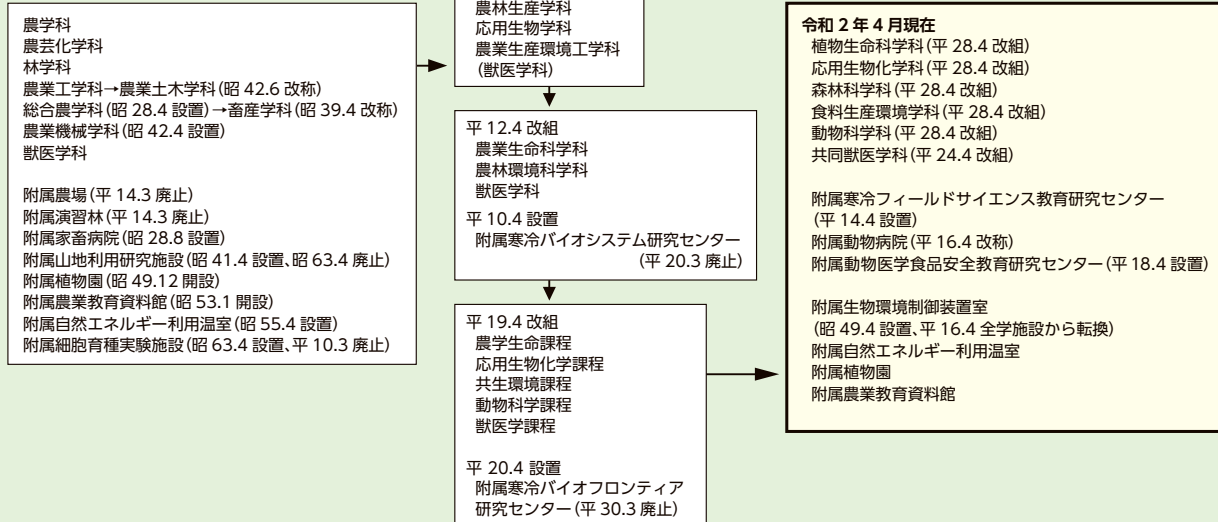 農学科
農芸化学科
林学科
農業工学科→農業土木学科(昭 42.6 改称)
総合農学科(昭 28.4 設置)→畜産学科(昭 39.4 改称)
農業機械学科(昭 42.4 設置)
獣医学科
附属農場(平 14.3 廃止)
附属演習林(平 14.3 廃止)
附属家畜病院(昭 28.8 設置)
附属山地利用研究施設(昭 41.4 設置、昭 63.4 廃止)
附属植物園(昭 49.12 開設)
附属農業教育資料館(昭 53.1 開設)
附属自然エネルギー利用温室(昭 55.4 設置)
附属細胞育種実験施設(昭 63.4 設置、平 10.3 廃止)
農林生産学科
応用生物学科
農業生産環境工学科
(獣医学科)
平 12.4 改組
農業生命科学科
農林環境科学科
獣医学科
平 10.4 設置
附属寒冷バイオシステム研究センター
(平 20.3 廃止)
平 19.4 改組
農学生命課程
応用生物化学課程
共生環境課程
動物科学課程
獣医学課程
平 20.4 設置
附属寒冷バイオフロンティア
研究センター(平 30.3 廃止)
令和 2 年 4 月現在
植物生命科学科(平 28.4 改組)
応用生物化学科(平 28.4 改組)
森林科学科(平 28.4 改組)
食料生産環境学科(平 28.4 改組)
動物科学科(平 28.4 改組)
共同獣医学科(平 24.4 改組)
附属寒冷フィールドサイエンス教育研究センター
(平 14.4 設置)
附属動物病院(平 16.4 改称)
附属動物医学食品安全教育研究センター(平 18.4 設置)
附属生物環境制御装置室
(昭 49.4 設置、平 16.4 全学施設から転換)
附属自然エネルギー利用温室
附属植物園
附属農業教育資料館